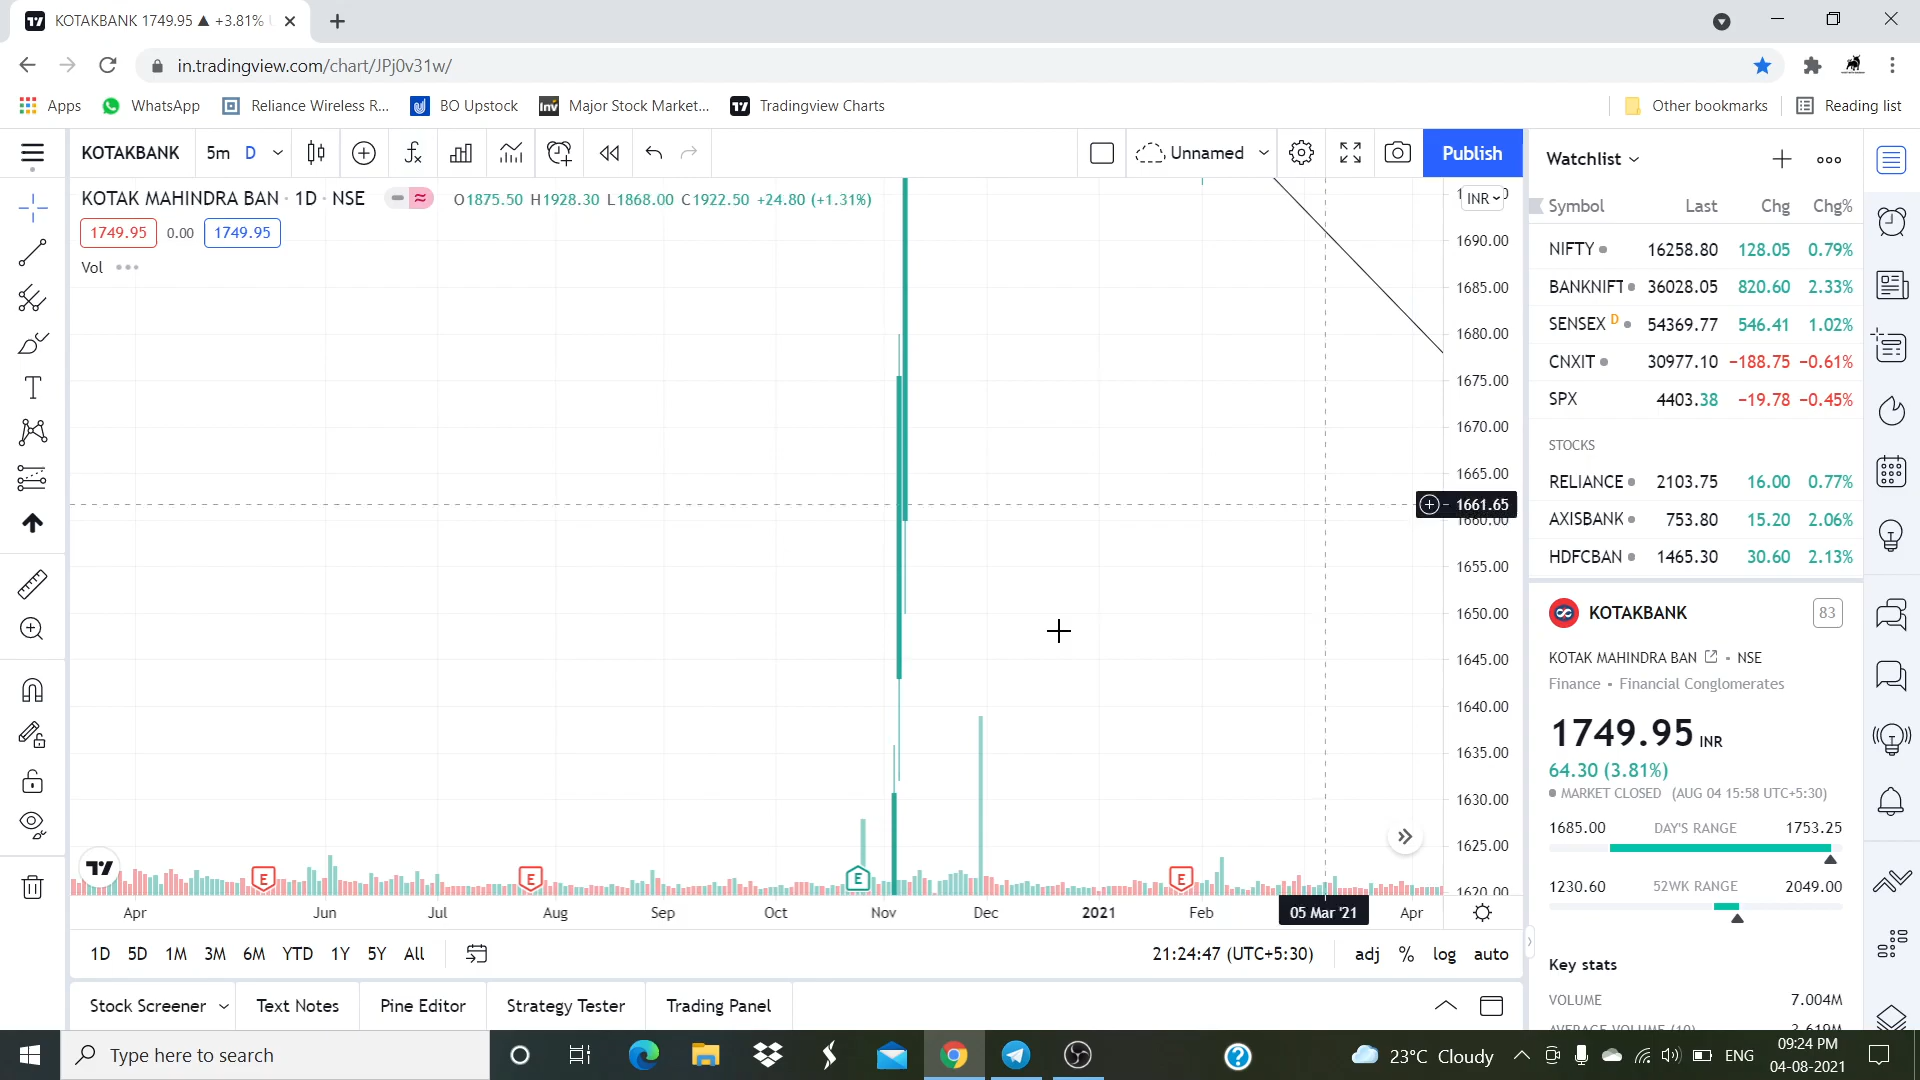 KOTAKBANK 1749.95 ▲ +3.81%
in.tradingview.com/chart/JPj0v31w/
Apps WhatsApp Reliance Wireless R... BO Upstock Major Stock Market... Tradingview Charts Other bookmarks Reading list
KOTAKBANK 5m D Unnamed Publish
KOTAK MAHINDRA BAN · 1D · NSE O1875.50 H1928.30 L1868.00 C1922.50 +24.80 (+1.31%)
1749.95 0.00 1749.95
Vol
INR
1690.00
1685.00
1680.00
1675.00
1670.00
1665.00
1661.65
1660.00
1655.00
1650.00
1645.00
1640.00
1635.00
1630.00
1625.00
1620.00
E E E E
Apr Jun Jul Aug Sep Oct Nov Dec 2021 Feb 05 Mar '21 Apr
1D 5D 1M 3M 6M YTD 1Y 5Y All 21:24:47 (UTC+5:30) adj % log auto
Stock Screener Text Notes Pine Editor Strategy Tester Trading Panel
Watchlist
Symbol Last Chg Chg%
NIFTY 16258.80 128.05 0.79%
BANKNIFT 36028.05 820.60 2.33%
SENSEX D 54369.77 546.41 1.02%
CNXIT 30977.10 −188.75 −0.61%
SPX 4403.38 −19.78 −0.45%
STOCKS
RELIANCE 2103.75 16.00 0.77%
AXISBANK 753.80 15.20 2.06%
HDFCBAN 1465.30 30.60 2.13%
KOTAKBANK 83
KOTAK MAHINDRA BAN · NSE
Finance · Financial Conglomerates
1749.95 INR
64.30 (3.81%)
MARKET CLOSED (AUG 04 15:58 UTC+5:30)
1685.00 DAY'S RANGE 1753.25
1230.60 52WK RANGE 2049.00
Key stats
VOLUME 7.004M
AVERAGE VOLUME (10) 3.619M
Type here to search
23°C Cloudy ENG 09:24 PM
04-08-2021